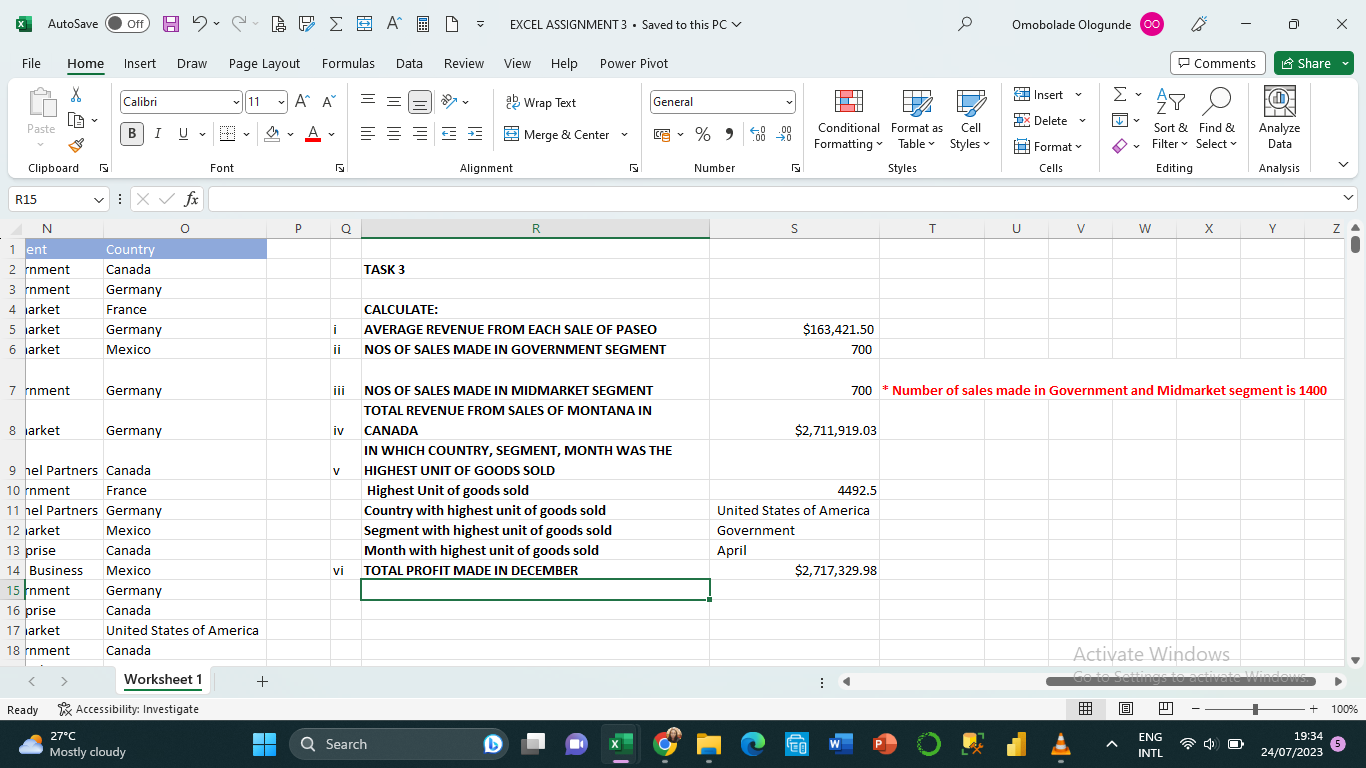 AutoSave Off EXCEL ASSIGNMENT 3 • Saved to this PC Omobolade Ologunde OO
File Home Insert Draw Page Layout Formulas Data Review View Help Power Pivot Comments Share
Paste
Clipboard
Calibri 11
B I U
Font
Wrap Text
Merge & Center
Alignment
General
Number
Conditional Formatting
Format as Table
Cell Styles
Styles
Insert
Delete
Format
Cells
Sort & Filter
Find & Select
Editing
Analyze Data
Analysis
R15 fx
N O P Q R S T U V W X Y Z
1 ent Country
2 rnment Canada TASK 3
3 rnment Germany
4 arket France CALCULATE:
5 arket Germany i AVERAGE REVENUE FROM EACH SALE OF PASEO $163,421.50
6 arket Mexico ii NOS OF SALES MADE IN GOVERNMENT SEGMENT 700
7 rnment Germany iii NOS OF SALES MADE IN MIDMARKET SEGMENT 700 * Number of sales made in Government and Midmarket segment is 1400
TOTAL REVENUE FROM SALES OF MONTANA IN
8 arket Germany iv CANADA $2,711,919.03
IN WHICH COUNTRY, SEGMENT, MONTH WAS THE
9 nel Partners Canada v HIGHEST UNIT OF GOODS SOLD
10 rnment France Highest Unit of goods sold 4492.5
11 nel Partners Germany Country with highest unit of goods sold United States of America
12 arket Mexico Segment with highest unit of goods sold Government
13 prise Canada Month with highest unit of goods sold April
14 Business Mexico vi TOTAL PROFIT MADE IN DECEMBER $2,717,329.98
15 rnment Germany
16 prise Canada
17 arket United States of America
18 rnment Canada
Activate Windows
Go to Settings to activate Windows.
Worksheet 1
Ready Accessibility: Investigate 100%
27°C
Mostly cloudy
Search
ENG
INTL
19:34
24/07/2023
5